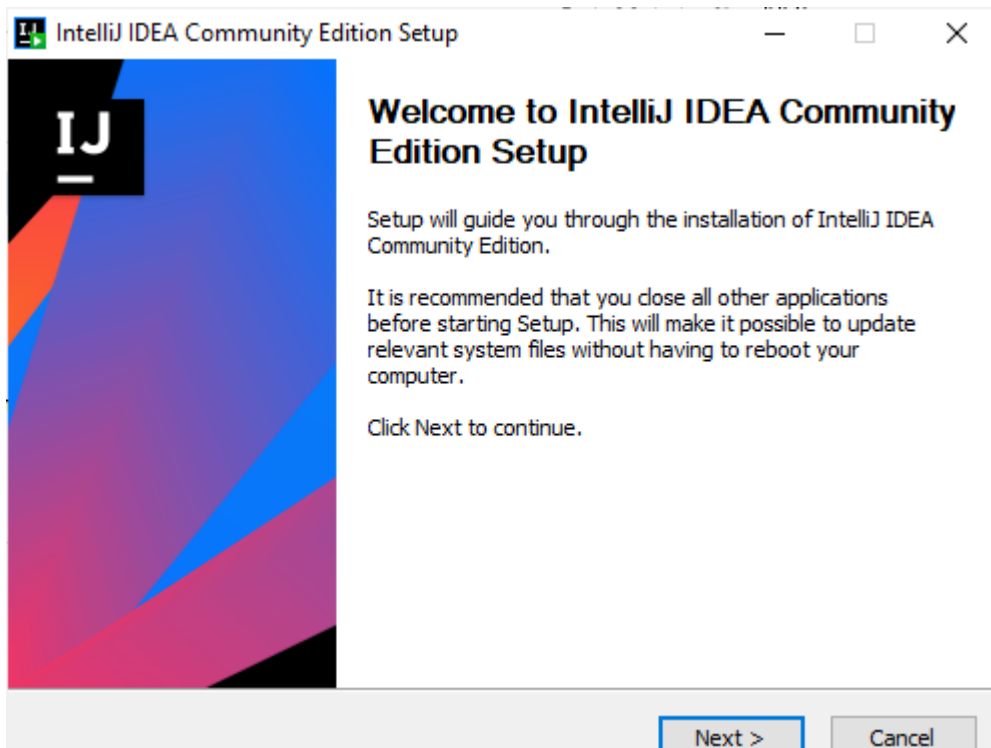 IntelliJ IDEA Community Edition Setup
IJ
Welcome to IntelliJ IDEA Community
Edition Setup
Setup will guide you through the installation of IntelliJ IDEA
Community Edition.
It is recommended that you close all other applications
before starting Setup. This will make it possible to update
relevant system files without having to reboot your
computer.
Click Next to continue.
Next >
Cancel